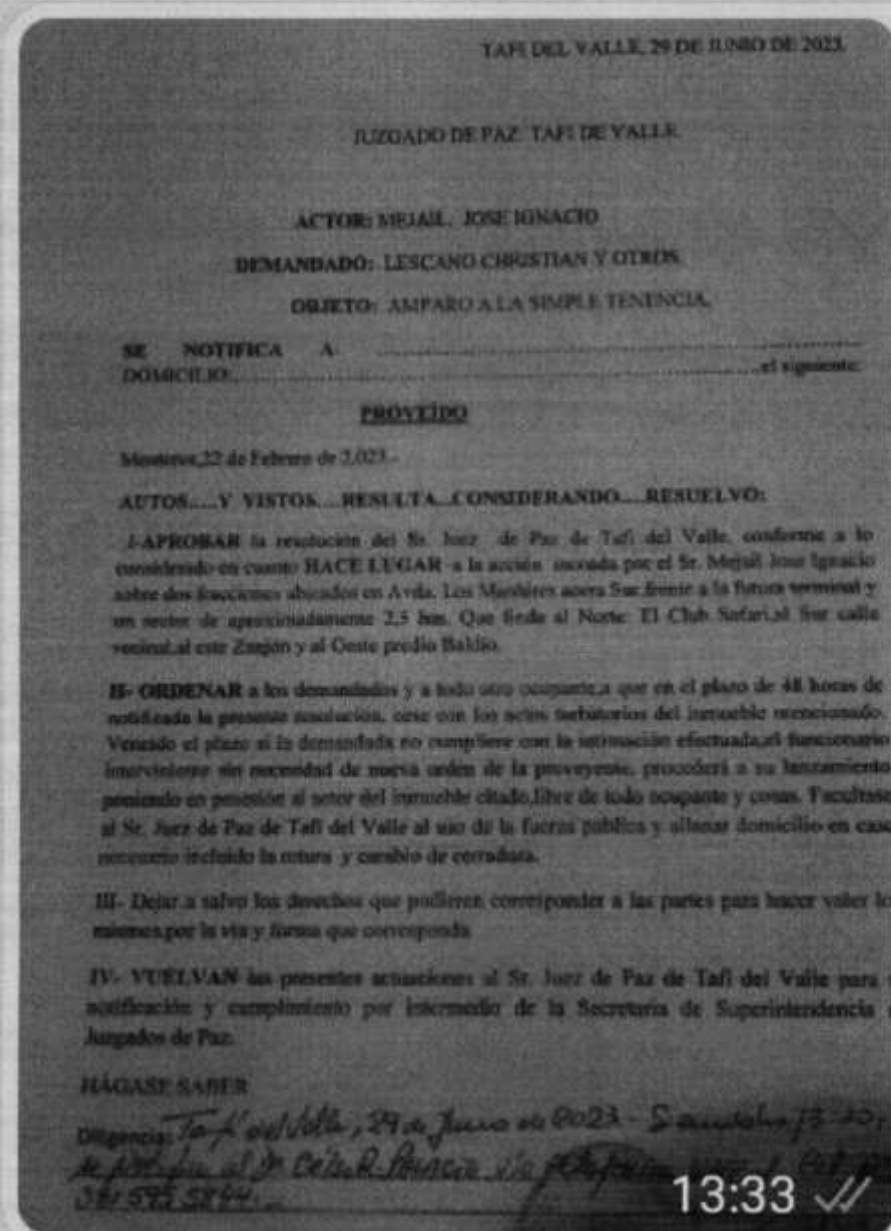 TAFI DEL VALLE, 29 DE JUNIO DE 2023.
JUZGADO DE PAZ TAFI DE VALLE.
ACTOR: MEJAIL, JOSE IGNACIO
DEMANDADO: LESCANO CHRISTIAN Y OTROS.
OBJETO: AMPARO A LA SIMPLE TENENCIA.
SE NOTIFICA A ..........................................................................
DOMICILIO:..........................................................................el siguiente:
PROVEÍDO
Monteros,22 de Febrero de 2,023.-
AUTOS.....Y VISTOS....RESULTA...CONSIDERANDO.....RESUELVO:
I-APROBAR la resolución del Sr. Juez de Paz de Tafi del Valle, conforme a lo
considerado en cuanto HACE LUGAR a la acción incoada por el Sr. Mejail Jose Ignacio
sobre dos fracciones ubicados en Avda. Los Menhires acera Sur frente a la futura terminal y
un sector de aproximadamente 2,5 has. Que linda al Norte: El Club Safari,al Sur calle
vecinal,al este Zanjón y al Oeste predio Baldío.
II- ORDENAR a los demandados y a todo otro ocupante,a que en el plazo de 48 horas de
notificada la presente resolución, cese con los actos turbatorios del inmueble mencionado.
Vencido el plazo si la demandada no cumpliere con la intimación efectuada,el funcionario
interviniente sin necesidad de nueva orden de la proveyente, procederá a su lanzamiento
poniendo en posesión al actor del inmueble citado,libre de todo ocupante y cosas. Facultase
al Sr. Juez de Paz de Tafi del Valle al uso de la fuerza pública y allanar domicilio en caso
necesario incluido la rotura y cambio de cerradura.
III- Dejar a salvo los derechos que pudieren corresponder a las partes para hacer valer lo
mismos,por la via y forma que corresponda
IV- VUELVAN las presentes actuaciones al Sr. Juez de Paz de Tafi del Valle para
notificación y cumplimiento por intermedio de la Secretaria de Superintendencia
Juzgados de Paz.
HÁGASE SABER
Diligencia: Tafí del Valle, 29 de Junio de 2023 -
al
381 595 5844
13:33